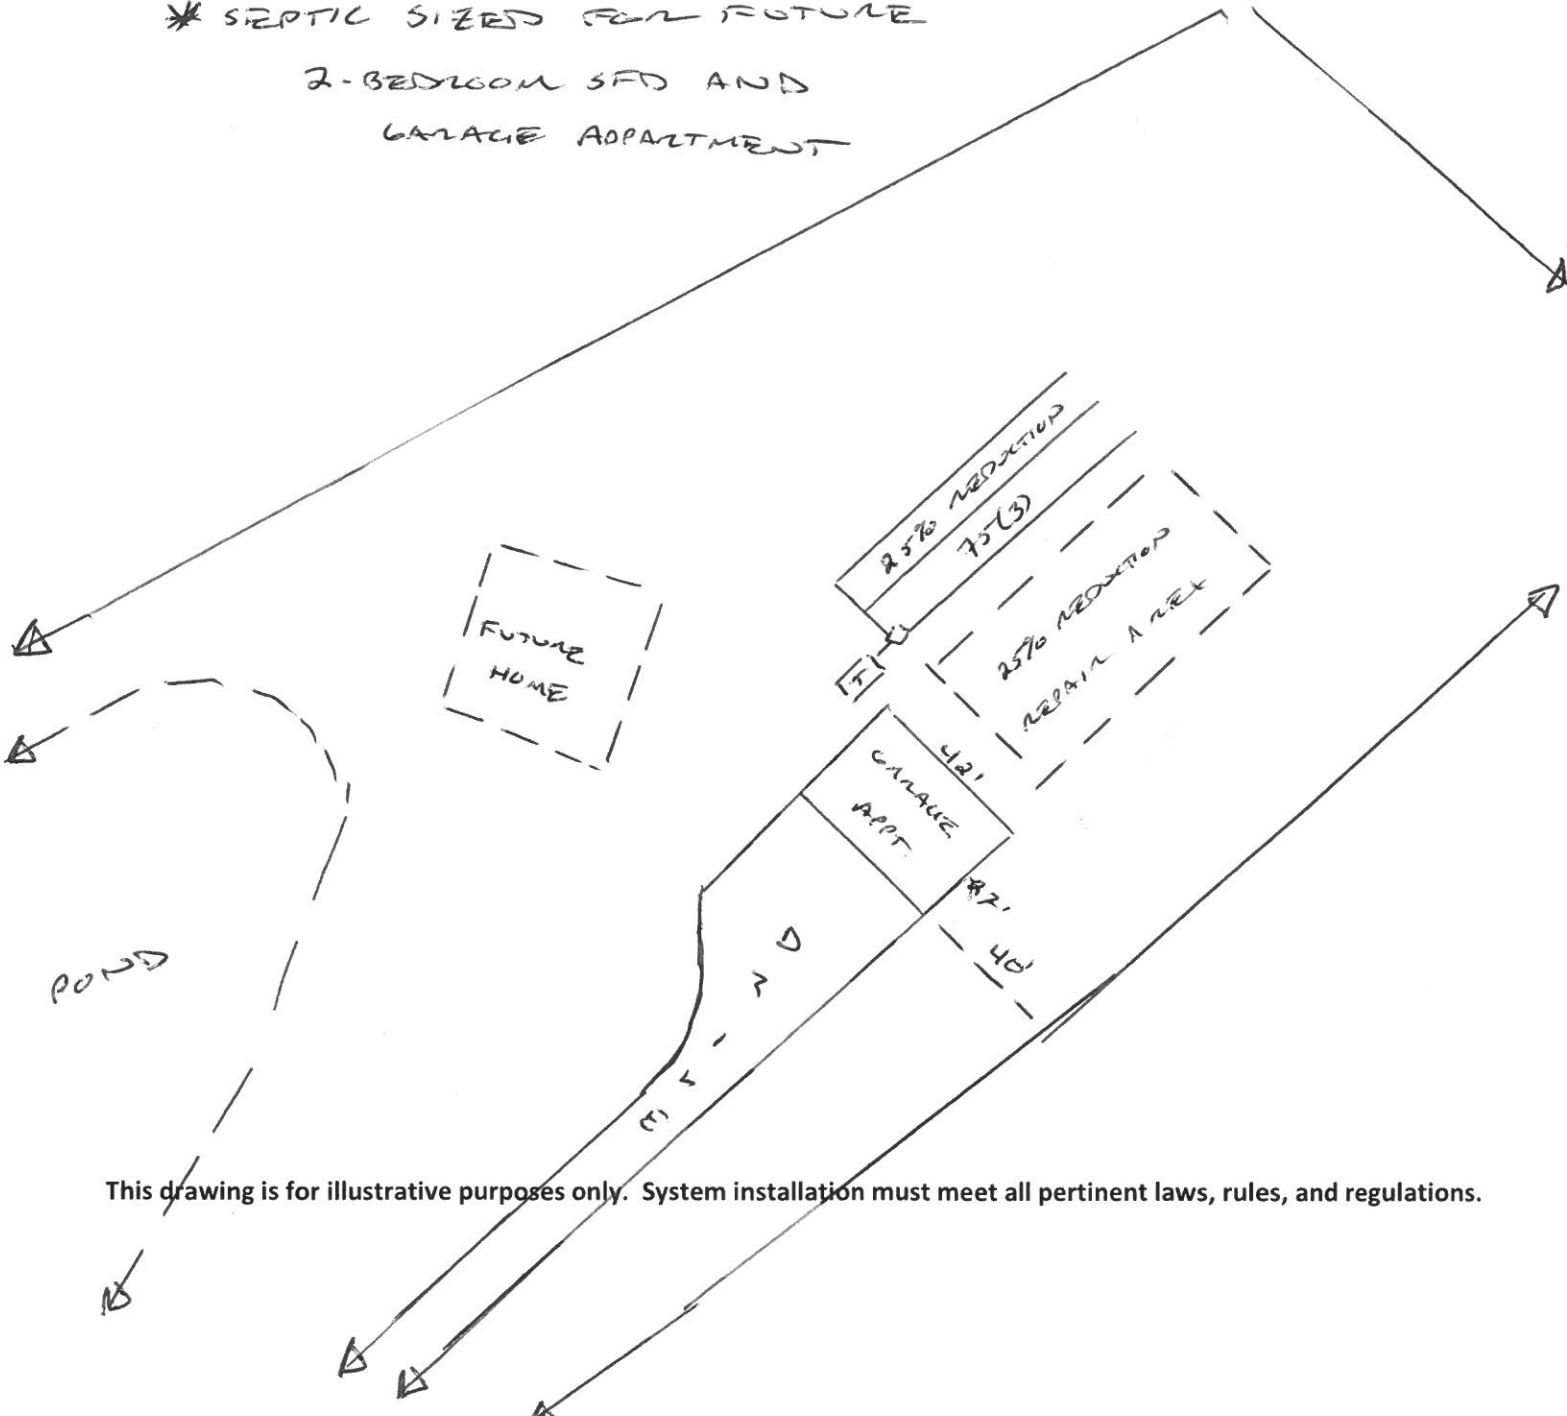 * SEPTIC SIZED FOR FUTURE
2-BEDROOM SFD AND
GARAGE APPARTMENT
25% REDUCTION
75(3)
25% REDUCTION
REPAIR AREA
FUTURE
HOME
T
42'
GARAGE
APPT.
40'
POND
DRIVE
This drawing is for illustrative purposes only. System installation must meet all pertinent laws, rules, and regulations.